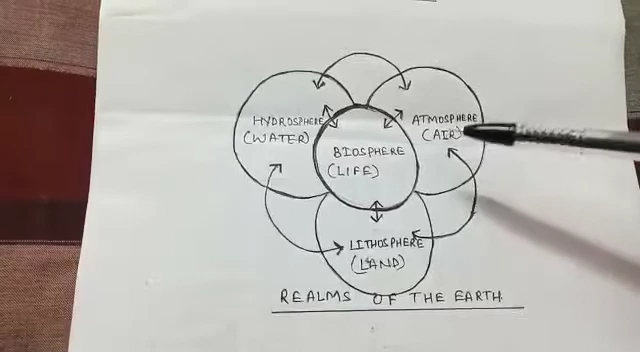 HYDROSPHERE
(WATER)
ATMOSPHERE
(AIR)
BIOSPHERE
(LIFE)
LITHOSPHERE
(LAND)
REALMS OF THE EARTH